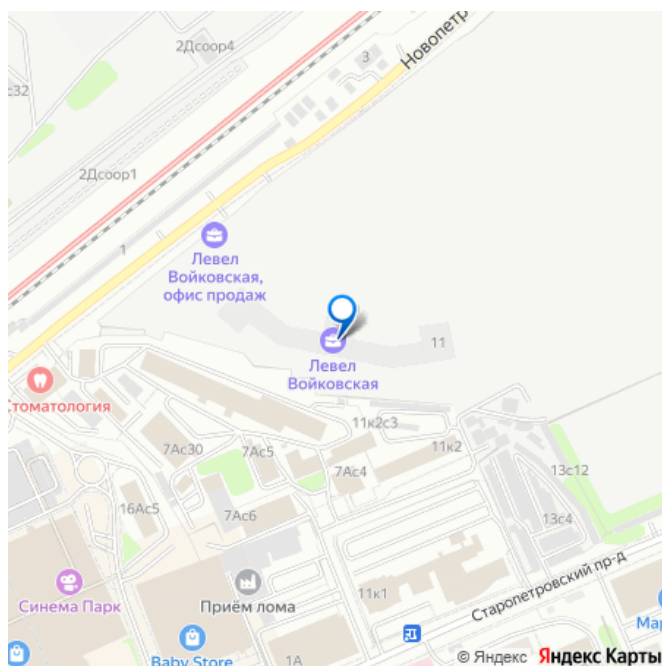 2Дсоор4
3
Новопетр
с32
2Дсоор1
1
Левел
Войковская,
офис продаж
11
Левел
Войковская
Стоматология
11к2с3
7Ас30
7Ас5
11к2
7Ас4
13с12
16Ас5
7Ас6
13с4
11к1
Синема Парк
Приём лома
Старопетровский пр-д
Мар
Baby Store
1А
© Яндекс Яндекс Карты